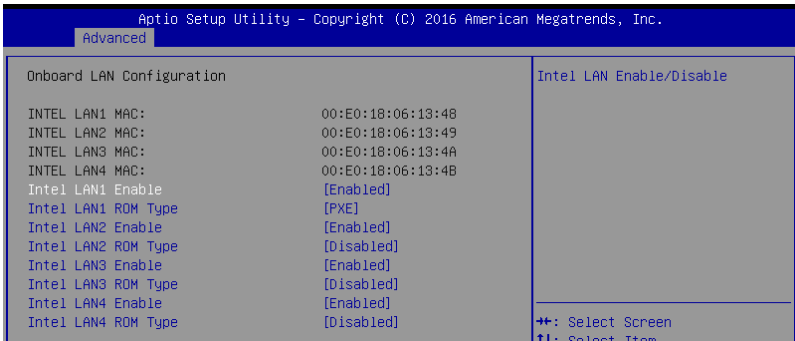 Aptio Setup Utility – Copyright (C) 2016 American Megatrends, Inc.
Advanced
Onboard LAN Configuration
INTEL LAN1 MAC: 00:E0:18:06:13:48
INTEL LAN2 MAC: 00:E0:18:06:13:49
INTEL LAN3 MAC: 00:E0:18:06:13:4A
INTEL LAN4 MAC: 00:E0:18:06:13:4B
Intel LAN1 Enable [Enabled]
Intel LAN1 ROM Type [PXE]
Intel LAN2 Enable [Enabled]
Intel LAN2 ROM Type [Disabled]
Intel LAN3 Enable [Enabled]
Intel LAN3 ROM Type [Disabled]
Intel LAN4 Enable [Enabled]
Intel LAN4 ROM Type [Disabled]
Intel LAN Enable/Disable
→←: Select Screen
↑↓: Select Item